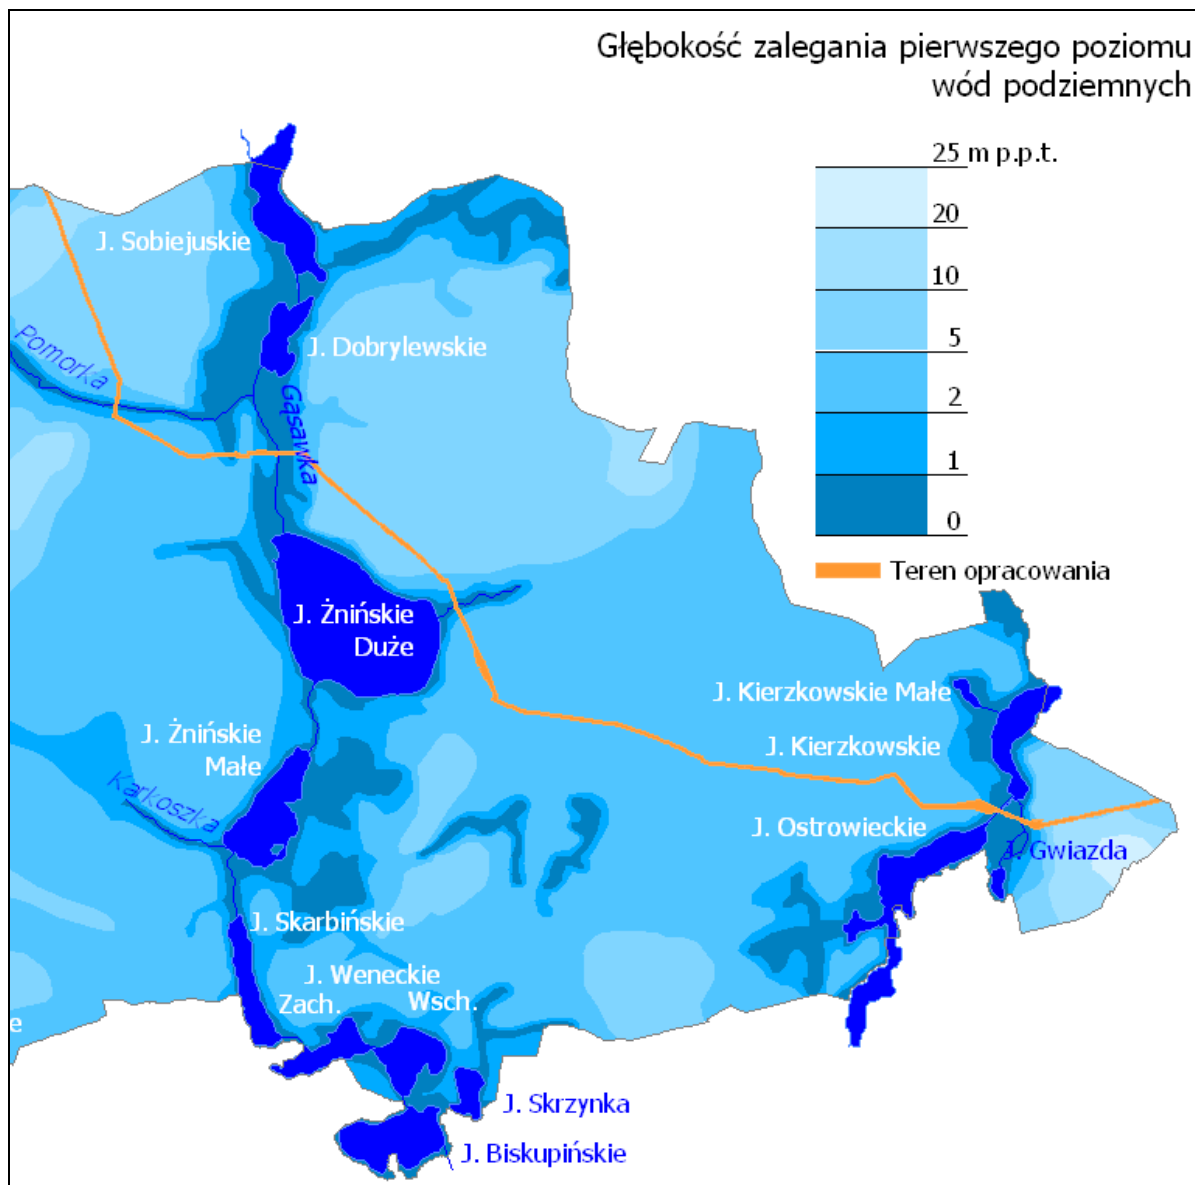 Głębokość zalegania pierwszego poziomu
wód podziemnych
25 m p.p.t.
20
10
5
2
1
0
Teren opracowania
J. Sobiejuskie
Pomorka
J. Dobrylewskie
Gąsawka
J. Żnińskie
Duże
J. Kierzkowskie Małe
J. Żnińskie
Małe
J. Kierzkowskie
Karkoszka
J. Ostrowieckie
J. Gwiazda
J. Skarbińskie
J. Weneckie
Zach.
Wsch.
e
J. Skrzynka
J. Biskupińskie